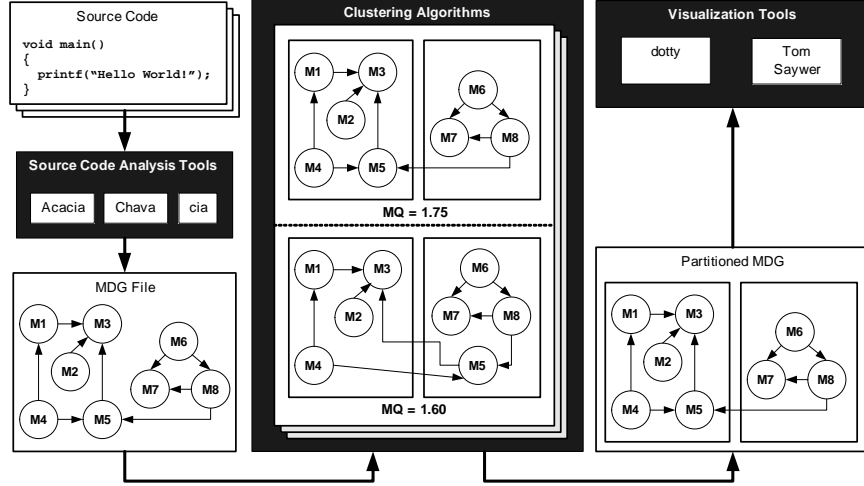 Source Code
void main()
{
printf(“Hello World!”);
}
Source Code Analysis Tools
Acacia
Chava
cia
MDG File
M1
M3
M2
M4
M5
M6
M7
M8
Clustering Algorithms
M1
M3
M2
M4
M5
M6
M7
M8
MQ = 1.75
M1
M3
M2
M4
M6
M7
M8
M5
MQ = 1.60
Visualization Tools
dotty
Tom
Saywer
Partitioned MDG
M1
M3
M2
M4
M5
M6
M7
M8